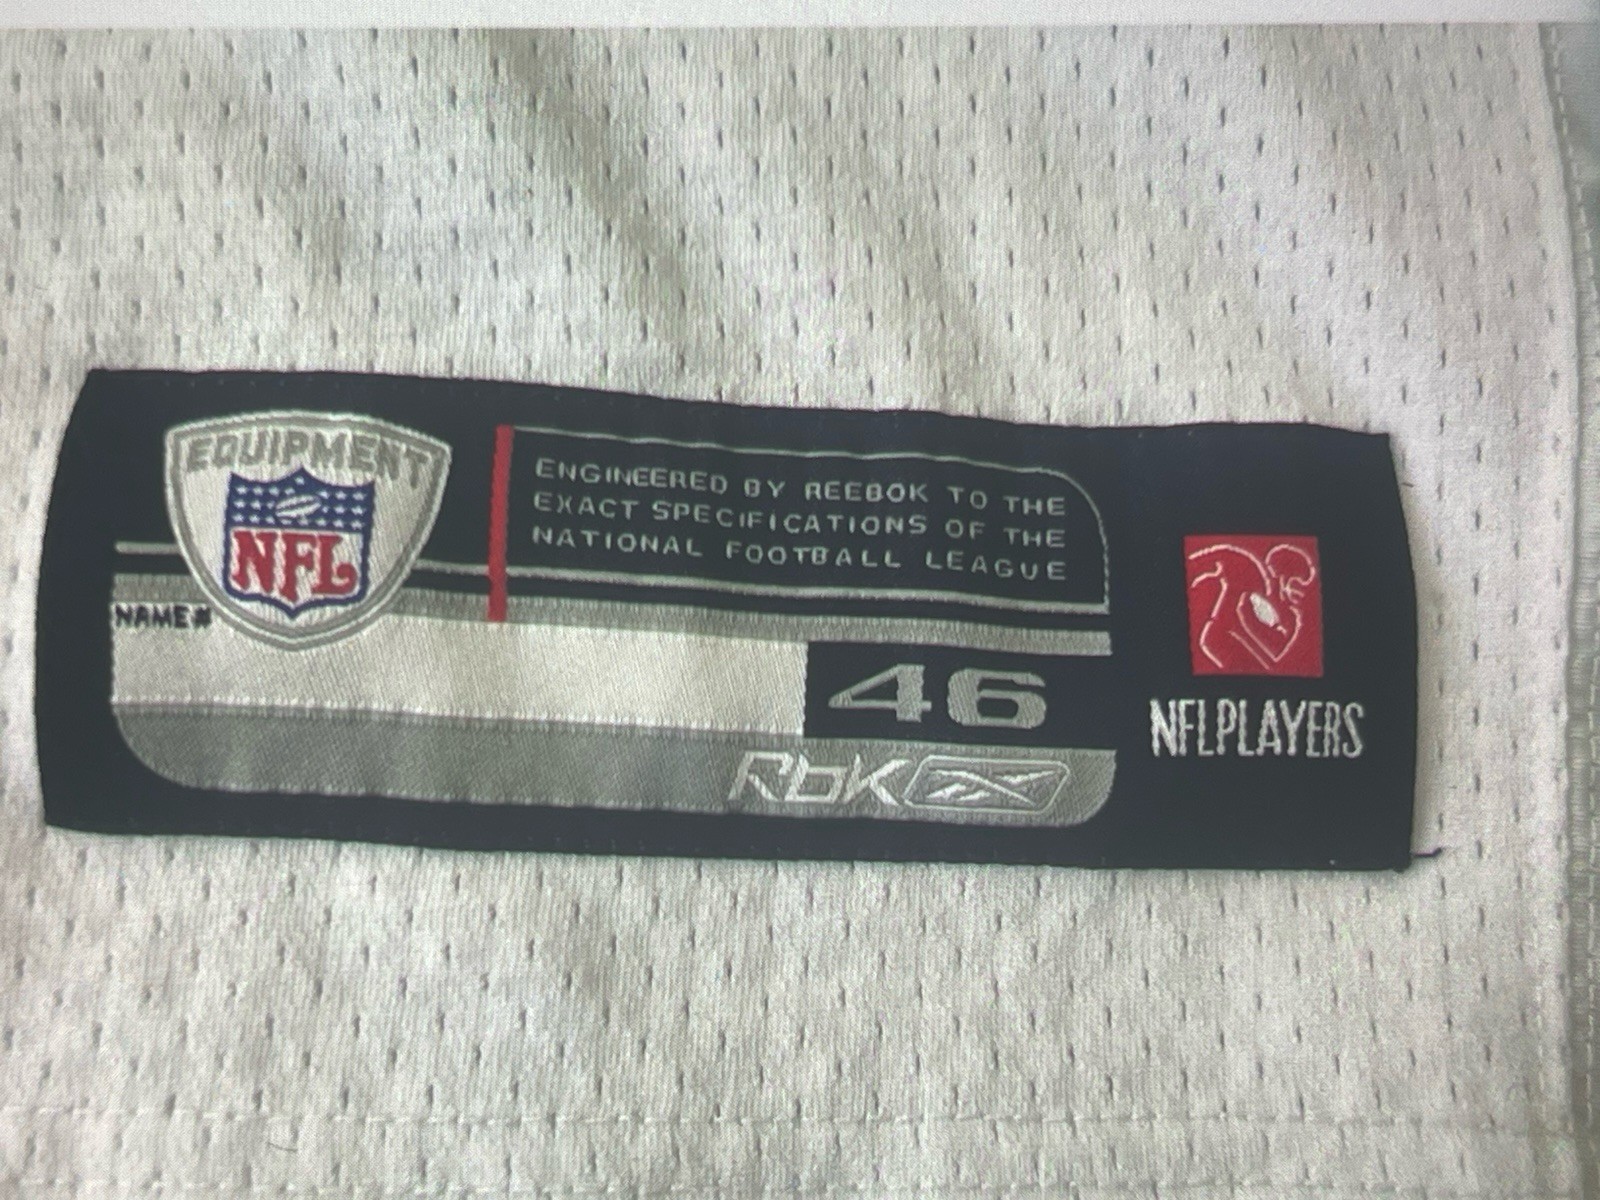 EQUIPMENT
NFL
ENGINEERED BY REEBOK TO THE
EXACT SPECIFICATIONS OF THE
NATIONAL FOOTBALL LEAGUE
NAME#
46
RbK
NFLPLAYERS